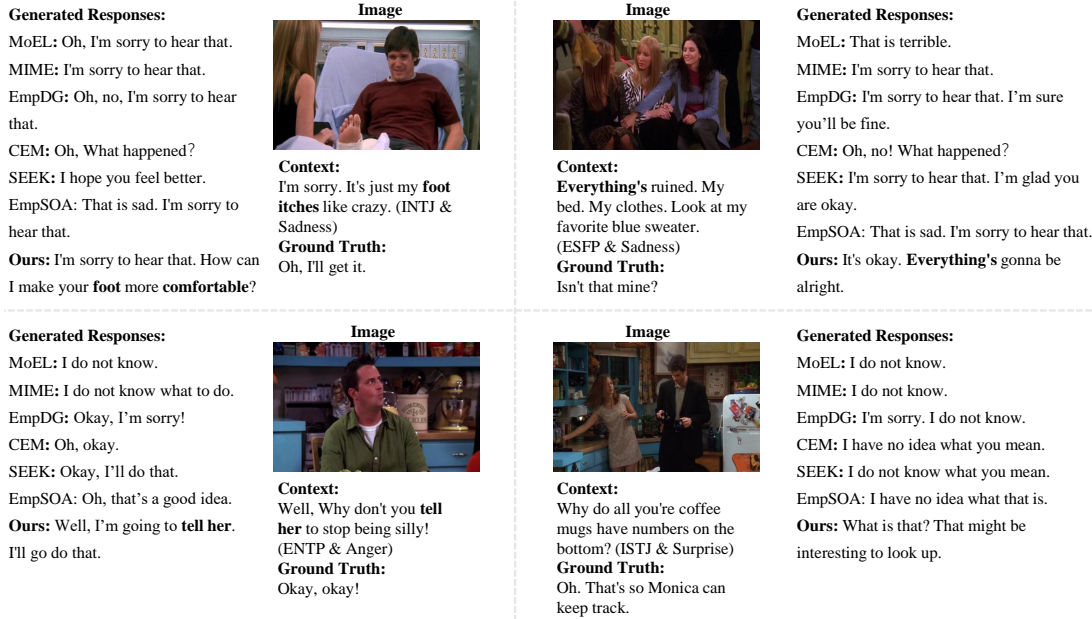 Generated Responses:
MoEL: Oh, I'm sorry to hear that.
MIME: I'm sorry to hear that.
EmpDG: Oh, no, I'm sorry to hear
that.
CEM: Oh, What happened?
SEEK: I hope you feel better.
EmpSOA: That is sad. I'm sorry to
hear that.
Ours: I'm sorry to hear that. How can
I make your foot more comfortable?
Image
Context:
I'm sorry. It's just my foot
itches like crazy. (INTJ &
Sadness)
Ground Truth:
Oh, I'll get it.
Image
Context:
Everything's ruined. My
bed. My clothes. Look at my
favorite blue sweater.
(ESFP & Sadness)
Ground Truth:
Isn't that mine?
Generated Responses:
MoEL: That is terrible.
MIME: I'm sorry to hear that.
EmpDG: I'm sorry to hear that. I'm sure
you'll be fine.
CEM: Oh, no! What happened?
SEEK: I'm sorry to hear that. I'm glad you
are okay.
EmpSOA: That is sad. I'm sorry to hear that.
Ours: It's okay. Everything's gonna be
alright.
Generated Responses:
MoEL: I do not know.
MIME: I do not know what to do.
EmpDG: Okay, I'm sorry!
CEM: Oh, okay.
SEEK: Okay, I'll do that.
EmpSOA: Oh, that's a good idea.
Ours: Well, I'm going to tell her.
I'll go do that.
Image
Context:
Well, Why don't you tell
her to stop being silly!
(ENTP & Anger)
Ground Truth:
Okay, okay!
Image
Context:
Why do all you're coffee
mugs have numbers on the
bottom? (ISTJ & Surprise)
Ground Truth:
Oh. That's so Monica can
keep track.
Generated Responses:
MoEL: I do not know.
MIME: I do not know.
EmpDG: I'm sorry. I do not know.
CEM: I have no idea what you mean.
SEEK: I do not know what you mean.
EmpSOA: I have no idea what that is.
Ours: What is that? That might be
interesting to look up.